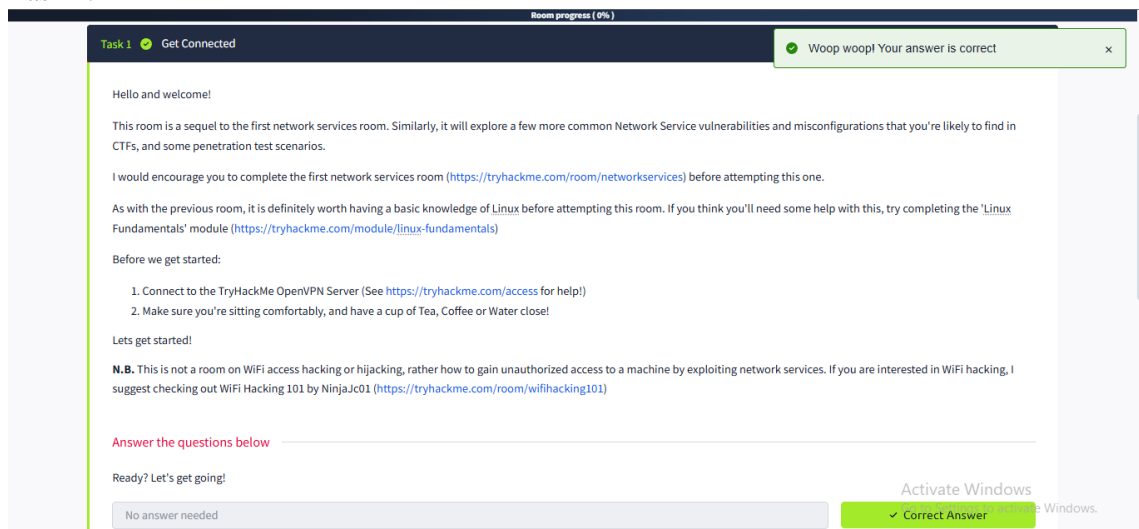 Room progress ( 0% )
Task 1 Get Connected
Woop woop! Your answer is correct ×
Hello and welcome!
This room is a sequel to the first network services room. Similarly, it will explore a few more common Network Service vulnerabilities and misconfigurations that you're likely to find in
CTFs, and some penetration test scenarios.
I would encourage you to complete the first network services room (https://tryhackme.com/room/networkservices) before attempting this one.
As with the previous room, it is definitely worth having a basic knowledge of Linux before attempting this room. If you think you'll need some help with this, try completing the 'Linux
Fundamentals' module (https://tryhackme.com/module/linux-fundamentals)
Before we get started:
1. Connect to the TryHackMe OpenVPN Server (See https://tryhackme.com/access for help!)
2. Make sure you're sitting comfortably, and have a cup of Tea, Coffee or Water close!
Lets get started!
N.B. This is not a room on WiFi access hacking or hijacking, rather how to gain unauthorized access to a machine by exploiting network services. If you are interested in WiFi hacking, I
suggest checking out WiFi Hacking 101 by NinjaJc01 (https://tryhackme.com/room/wifihacking101)
Answer the questions below
Ready? Let's get going!
Activate Windows
Go to Settings to activate Windows.
No answer needed
Correct Answer